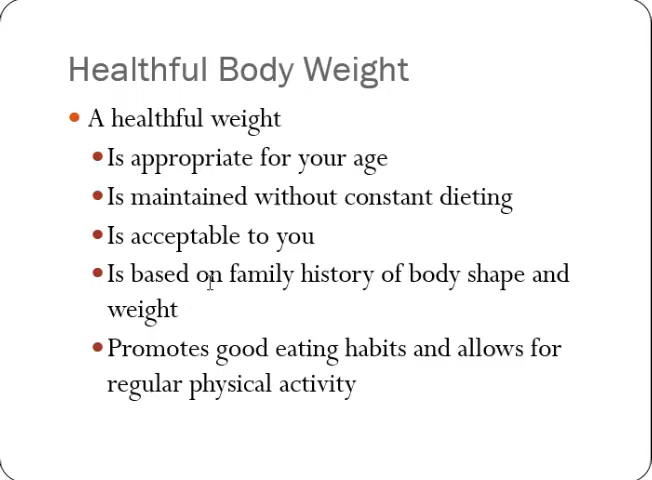 Healthful Body Weight
• A healthful weight
• Is appropriate for your age
• Is maintained without constant dieting
• Is acceptable to you
• Is based on family history of body shape and
weight
• Promotes good eating habits and allows for
regular physical activity